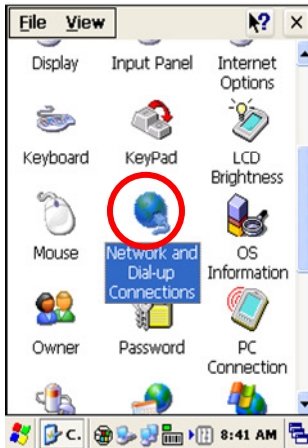 File View ? ×
Display Input Panel Internet Options
Keyboard KeyPad LCD Brightness
Mouse Network and Dial-up Connections OS Information
Owner Password PC Connection
C. 8:41 AM